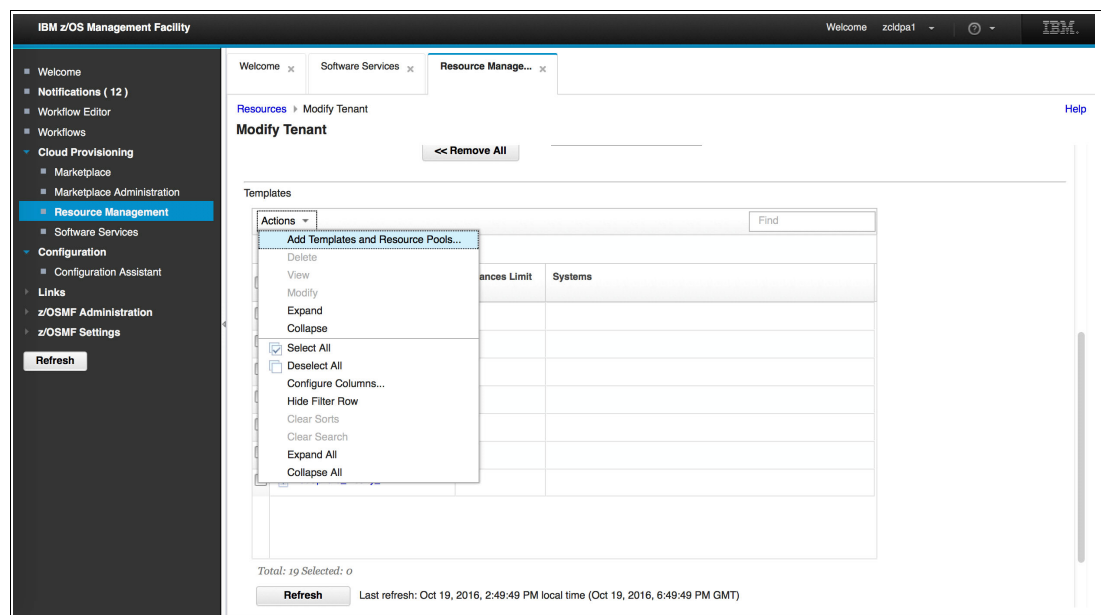 IBM z/OS Management Facility
Welcome zcldpa1
IBM.
Welcome
Notifications ( 12 )
Workflow Editor
Workflows
Cloud Provisioning
Marketplace
Marketplace Administration
Resource Management
Software Services
Configuration
Configuration Assistant
Links
z/OSMF Administration
z/OSMF Settings
Refresh
Welcome
Software Services
Resource Manage...
Resources Modify Tenant
Help
Modify Tenant
<< Remove All
Templates
Actions
Find
Add Templates and Resource Pools...
Delete
View
Modify
Expand
Collapse
Select All
Deselect All
Configure Columns...
Hide Filter Row
Clear Sorts
Clear Search
Expand All
Collapse All
ances Limit
Systems
Total: 19 Selected: 0
Refresh
Last refresh: Oct 19, 2016, 2:49:49 PM local time (Oct 19, 2016, 6:49:49 PM GMT)